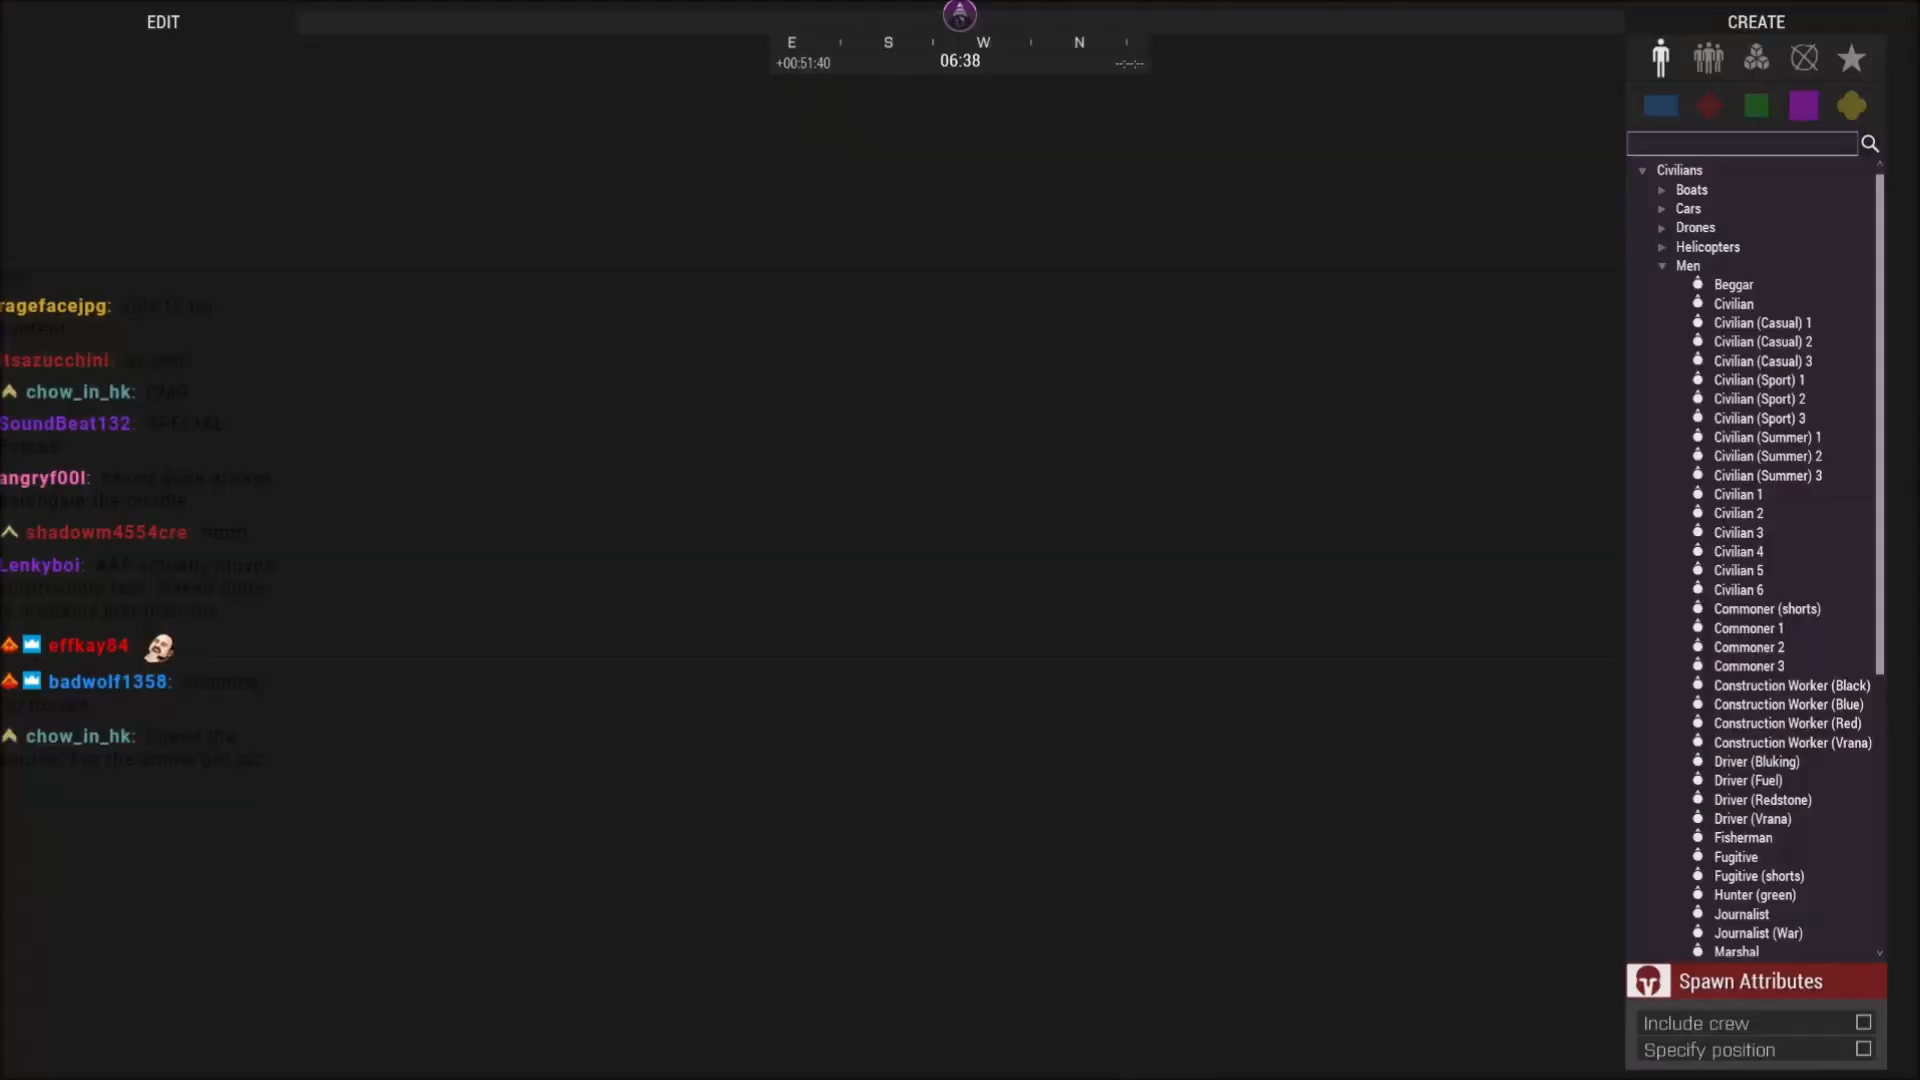 EDIT
E S W N
+00:51:40 06:38 --:--:--
ragefacejpg:
itsazucchini
chow_in_hk:
SoundBeat132:
angryf00l:
shadowm4554cre
Lenkyboi:
effkay84
badwolf1358:
chow_in_hk:
CREATE
Civilians
Boats
Cars
Drones
Helicopters
Men
Beggar
Civilian
Civilian (Casual) 1
Civilian (Casual) 2
Civilian (Casual) 3
Civilian (Sport) 1
Civilian (Sport) 2
Civilian (Sport) 3
Civilian (Summer) 1
Civilian (Summer) 2
Civilian (Summer) 3
Civilian 1
Civilian 2
Civilian 3
Civilian 4
Civilian 5
Civilian 6
Commoner (shorts)
Commoner 1
Commoner 2
Commoner 3
Construction Worker (Black)
Construction Worker (Blue)
Construction Worker (Red)
Construction Worker (Vrana)
Driver (Bluking)
Driver (Fuel)
Driver (Redstone)
Driver (Vrana)
Fisherman
Fugitive
Fugitive (shorts)
Hunter (green)
Journalist
Journalist (War)
Marshal
Spawn Attributes
Include crew
Specify position